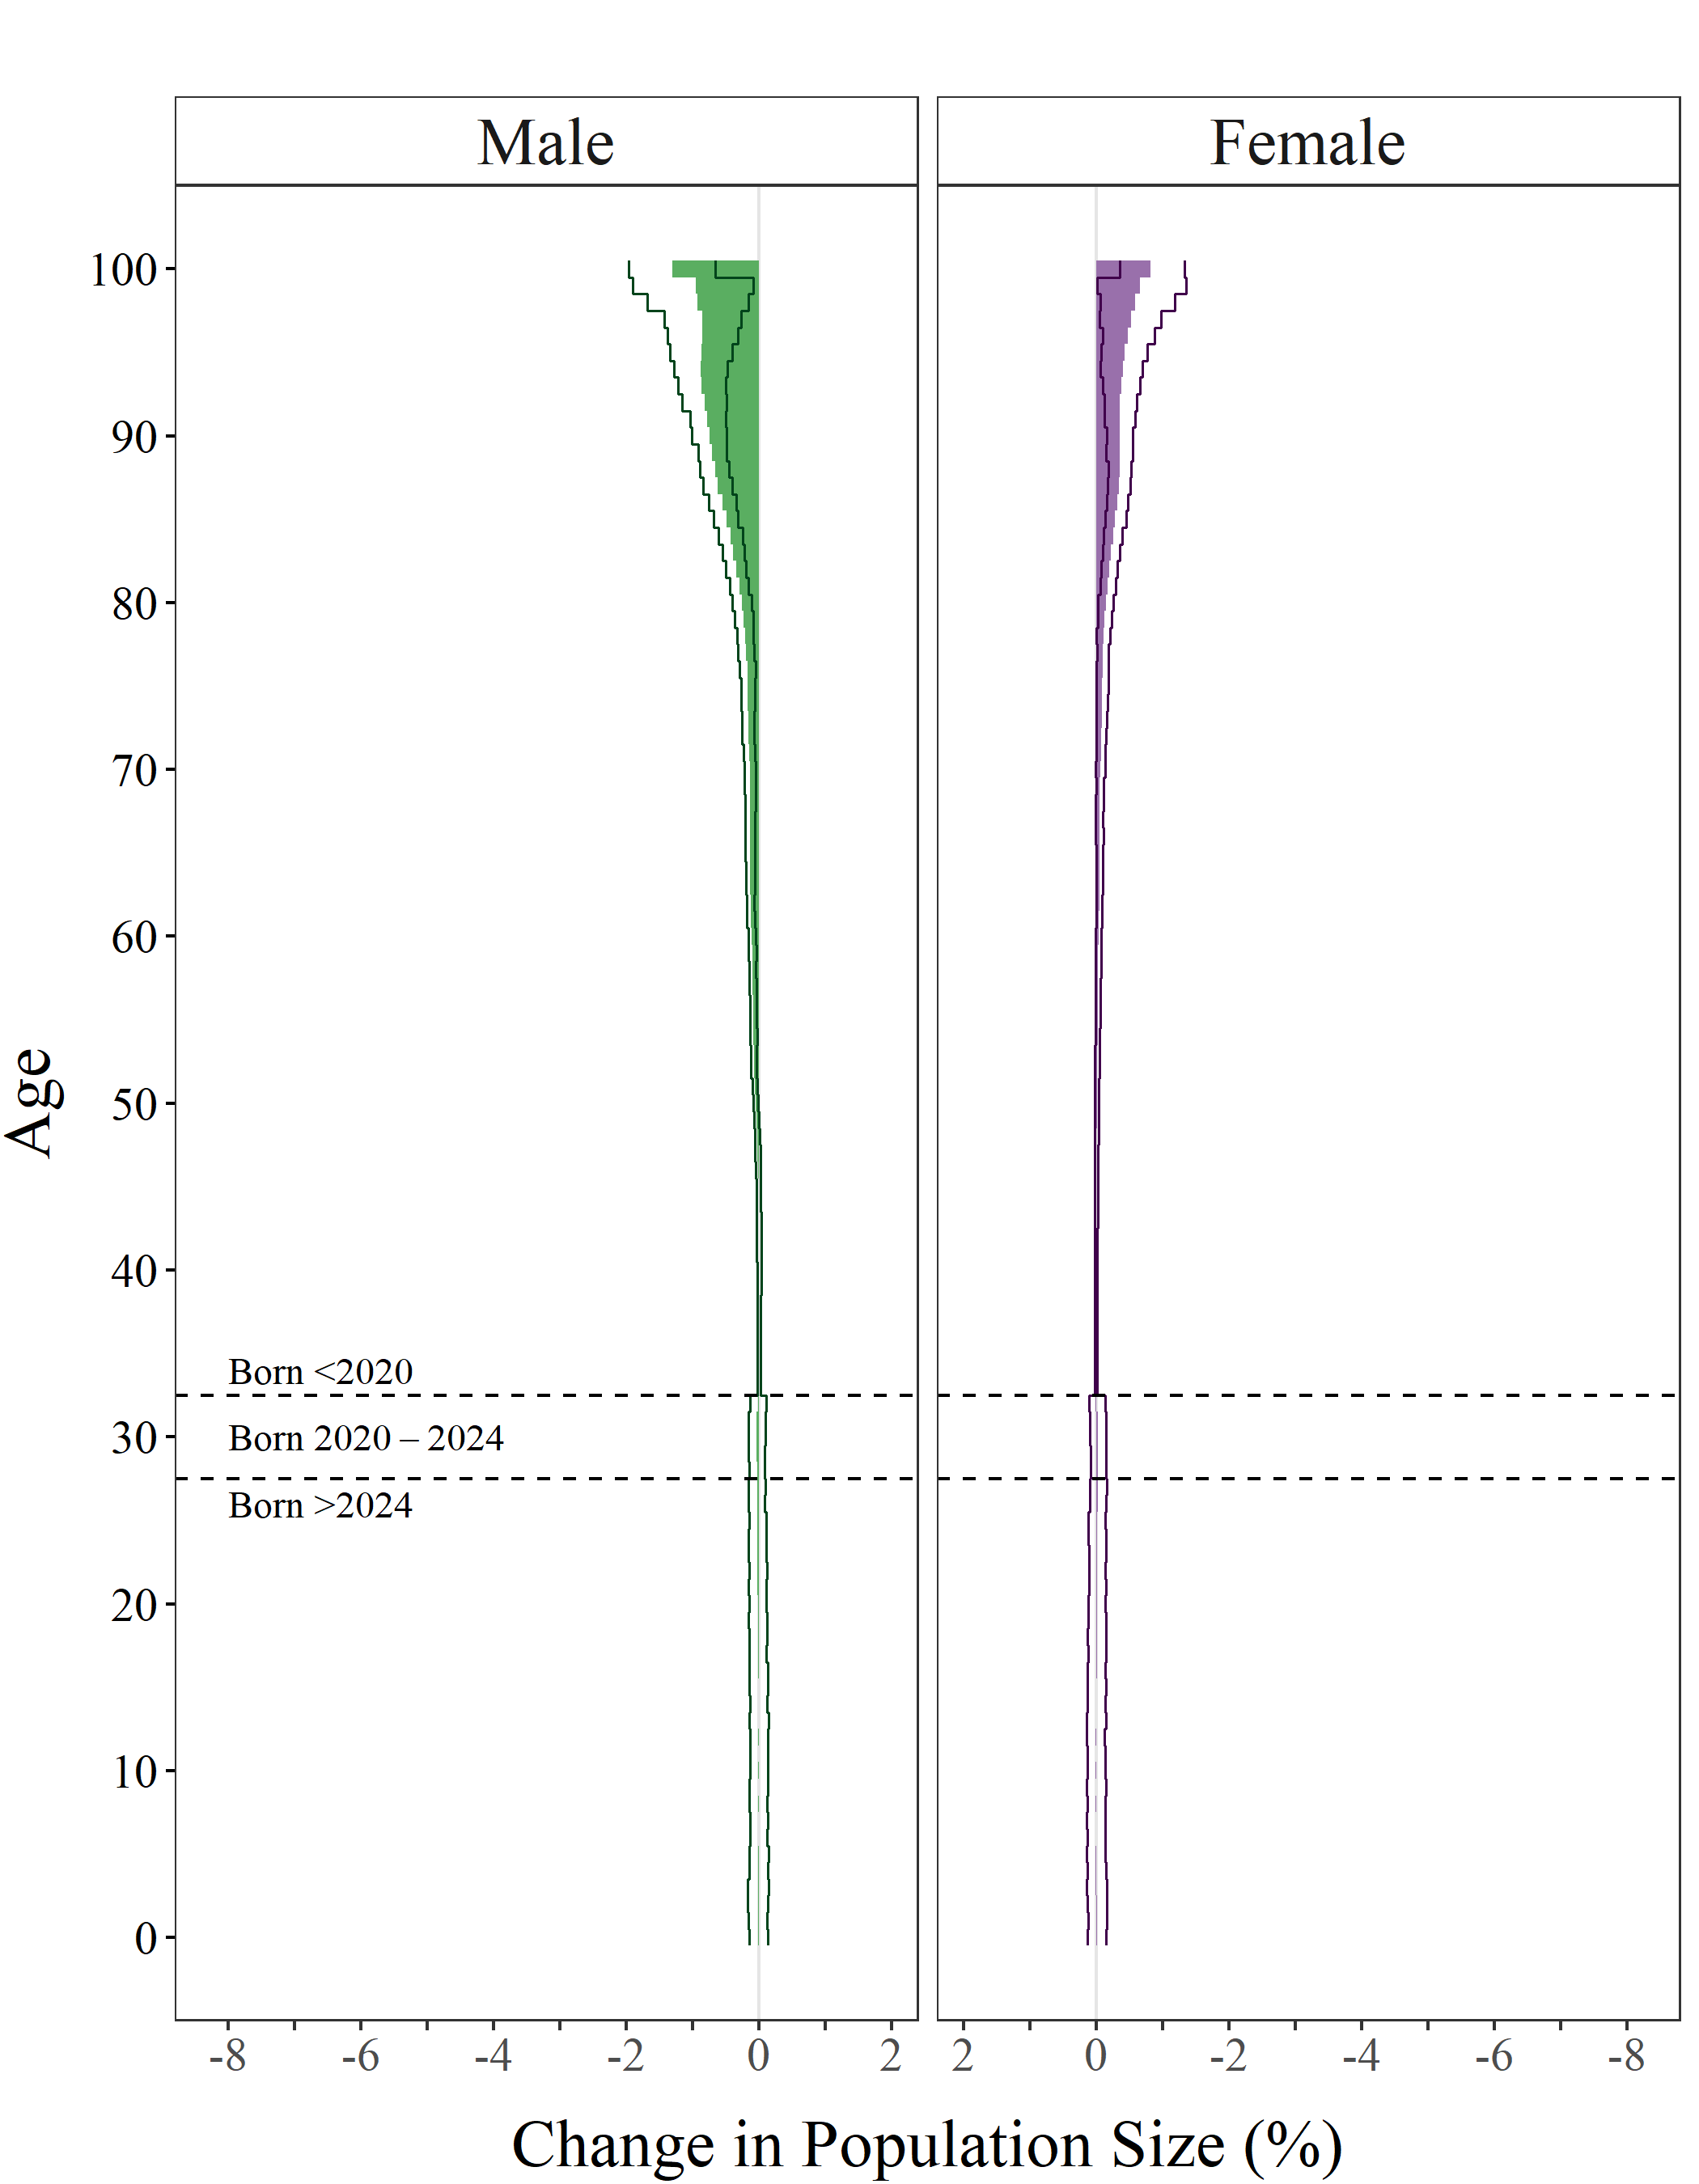 Male
Female
100
90
80
70
60
50
40
30
20
10
0
Age
Born <2020
Born 2020 – 2024
Born >2024
-8 -6 -4 -2 0 2
2 0 -2 -4 -6 -8
Change in Population Size (%)